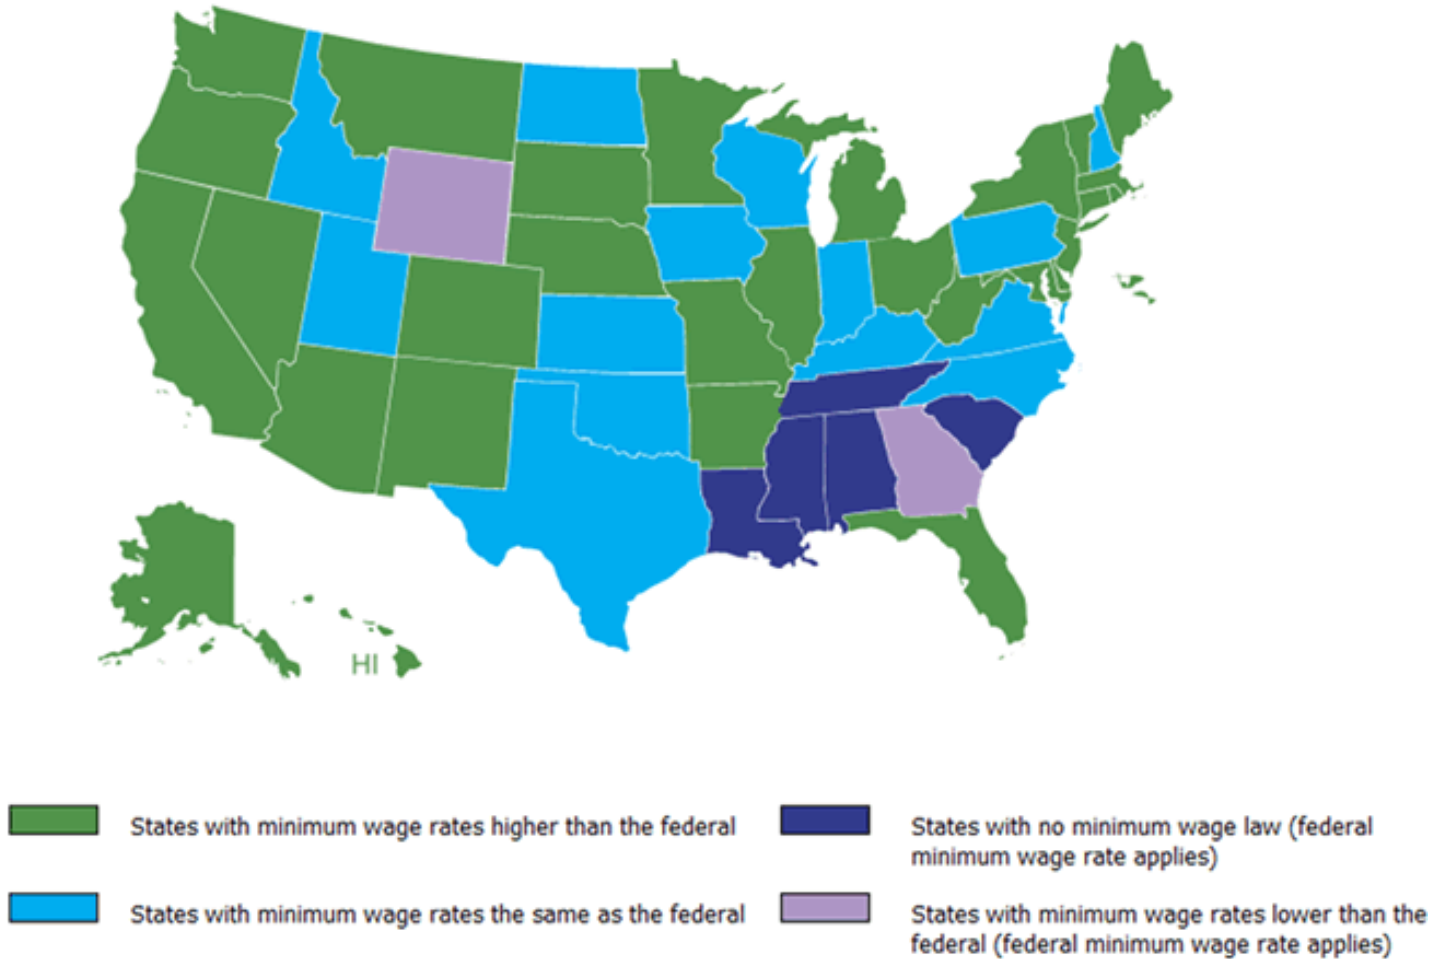 HI
States with minimum wage rates higher than the federal
States with no minimum wage law (federal
minimum wage rate applies)
States with minimum wage rates the same as the federal
States with minimum wage rates lower than the
federal (federal minimum wage rate applies)